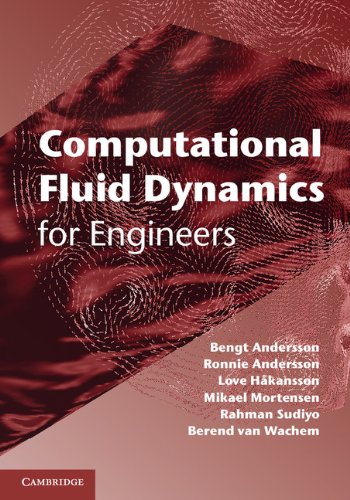 Computational
Fluid Dynamics
for Engineers
Bengt Andersson
Ronnie Andersson
Love Håkansson
Mikael Mortensen
Rahman Sudiyo
Berend van Wachem
CAMBRIDGE